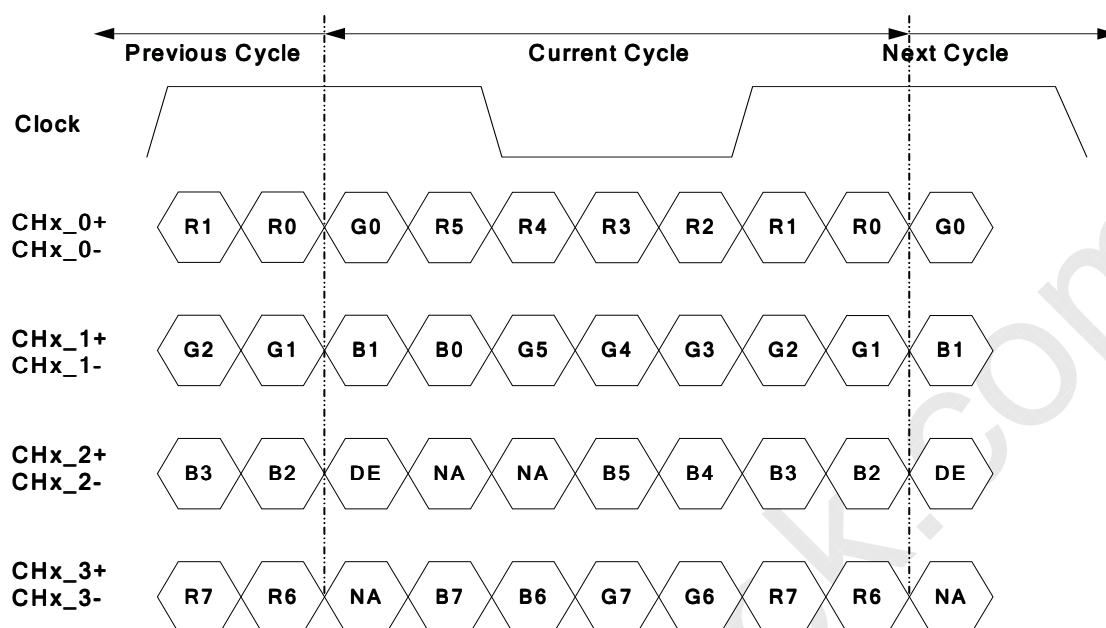 Previous Cycle Current Cycle Next Cycle
Clock
CHx_0+ R1 R0 G0 R5 R4 R3 R2 R1 R0 G0
CHx_0-
CHx_1+ G2 G1 B1 B0 G5 G4 G3 G2 G1 B1
CHx_1-
CHx_2+ B3 B2 DE NA NA B5 B4 B3 B2 DE
CHx_2-
CHx_3+ R7 R6 NA B7 B6 G7 G6 R7 R6 NA
CHx_3-
k.com